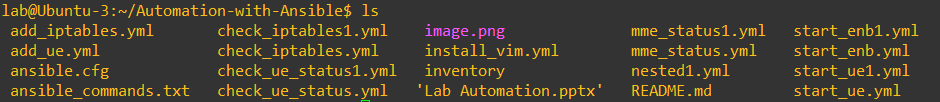 lab@Ubuntu-3:~/Automation-with-Ansible$ ls
add_iptables.yml check_iptables1.yml image.png mme_status1.yml start_enb1.yml
add_ue.yml check_iptables.yml install_vim.yml mme_status.yml start_enb.yml
ansible.cfg check_ue_status1.yml inventory nested1.yml start_ue1.yml
ansible_commands.txt check_ue_status.yml 'Lab Automation.pptx' README.md start_ue.yml